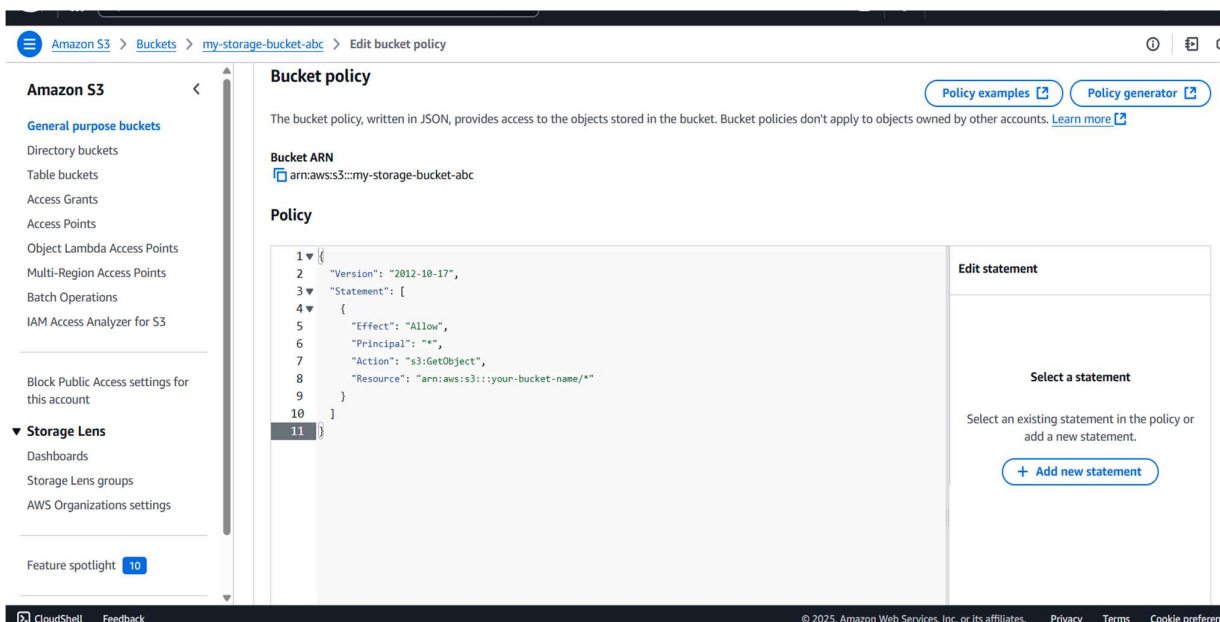 Amazon S3 > Buckets > my-storage-bucket-abc > Edit bucket policy
Amazon S3
General purpose buckets
Directory buckets
Table buckets
Access Grants
Access Points
Object Lambda Access Points
Multi-Region Access Points
Batch Operations
IAM Access Analyzer for S3
Block Public Access settings for
this account
Storage Lens
Dashboards
Storage Lens groups
AWS Organizations settings
Feature spotlight 10
Bucket policy
Policy examples
Policy generator
The bucket policy, written in JSON, provides access to the objects stored in the bucket. Bucket policies don't apply to objects owned by other accounts. Learn more
Bucket ARN
arn:aws:s3:::my-storage-bucket-abc
Policy
1 {
2 "Version": "2012-10-17",
3 "Statement": [
4 {
5 "Effect": "Allow",
6 "Principal": "*",
7 "Action": "s3:GetObject",
8 "Resource": "arn:aws:s3:::your-bucket-name/*"
9 }
10 ]
11 }
Edit statement
Select a statement
Select an existing statement in the policy or
add a new statement.
+ Add new statement
CloudShell Feedback
© 2025, Amazon Web Services, Inc. or its affiliates. Privacy Terms Cookie